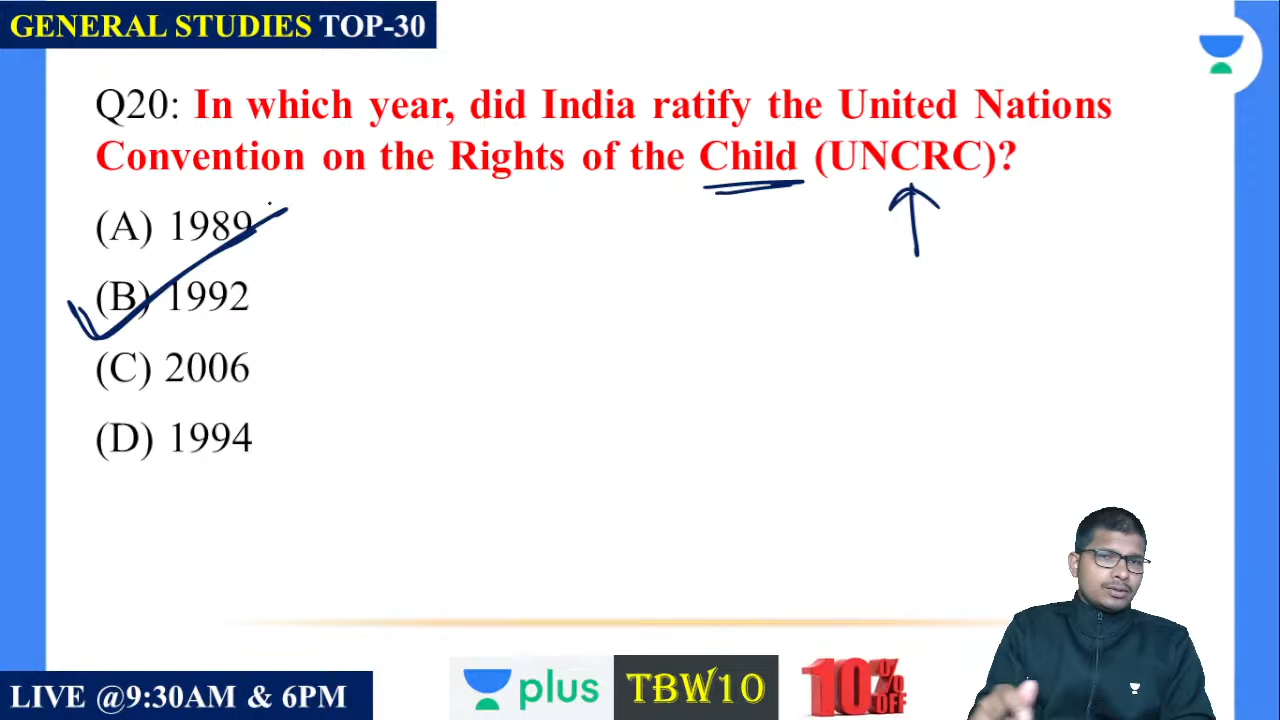 GENERAL STUDIES TOP-30
Q20: In which year, did India ratify the United Nations
Convention on the Rights of the Child (UNCRC)?
(A) 1989
(B) 1992
(C) 2006
(D) 1994
LIVE @9:30AM & 6PM
plus
TBW10
10% OFF